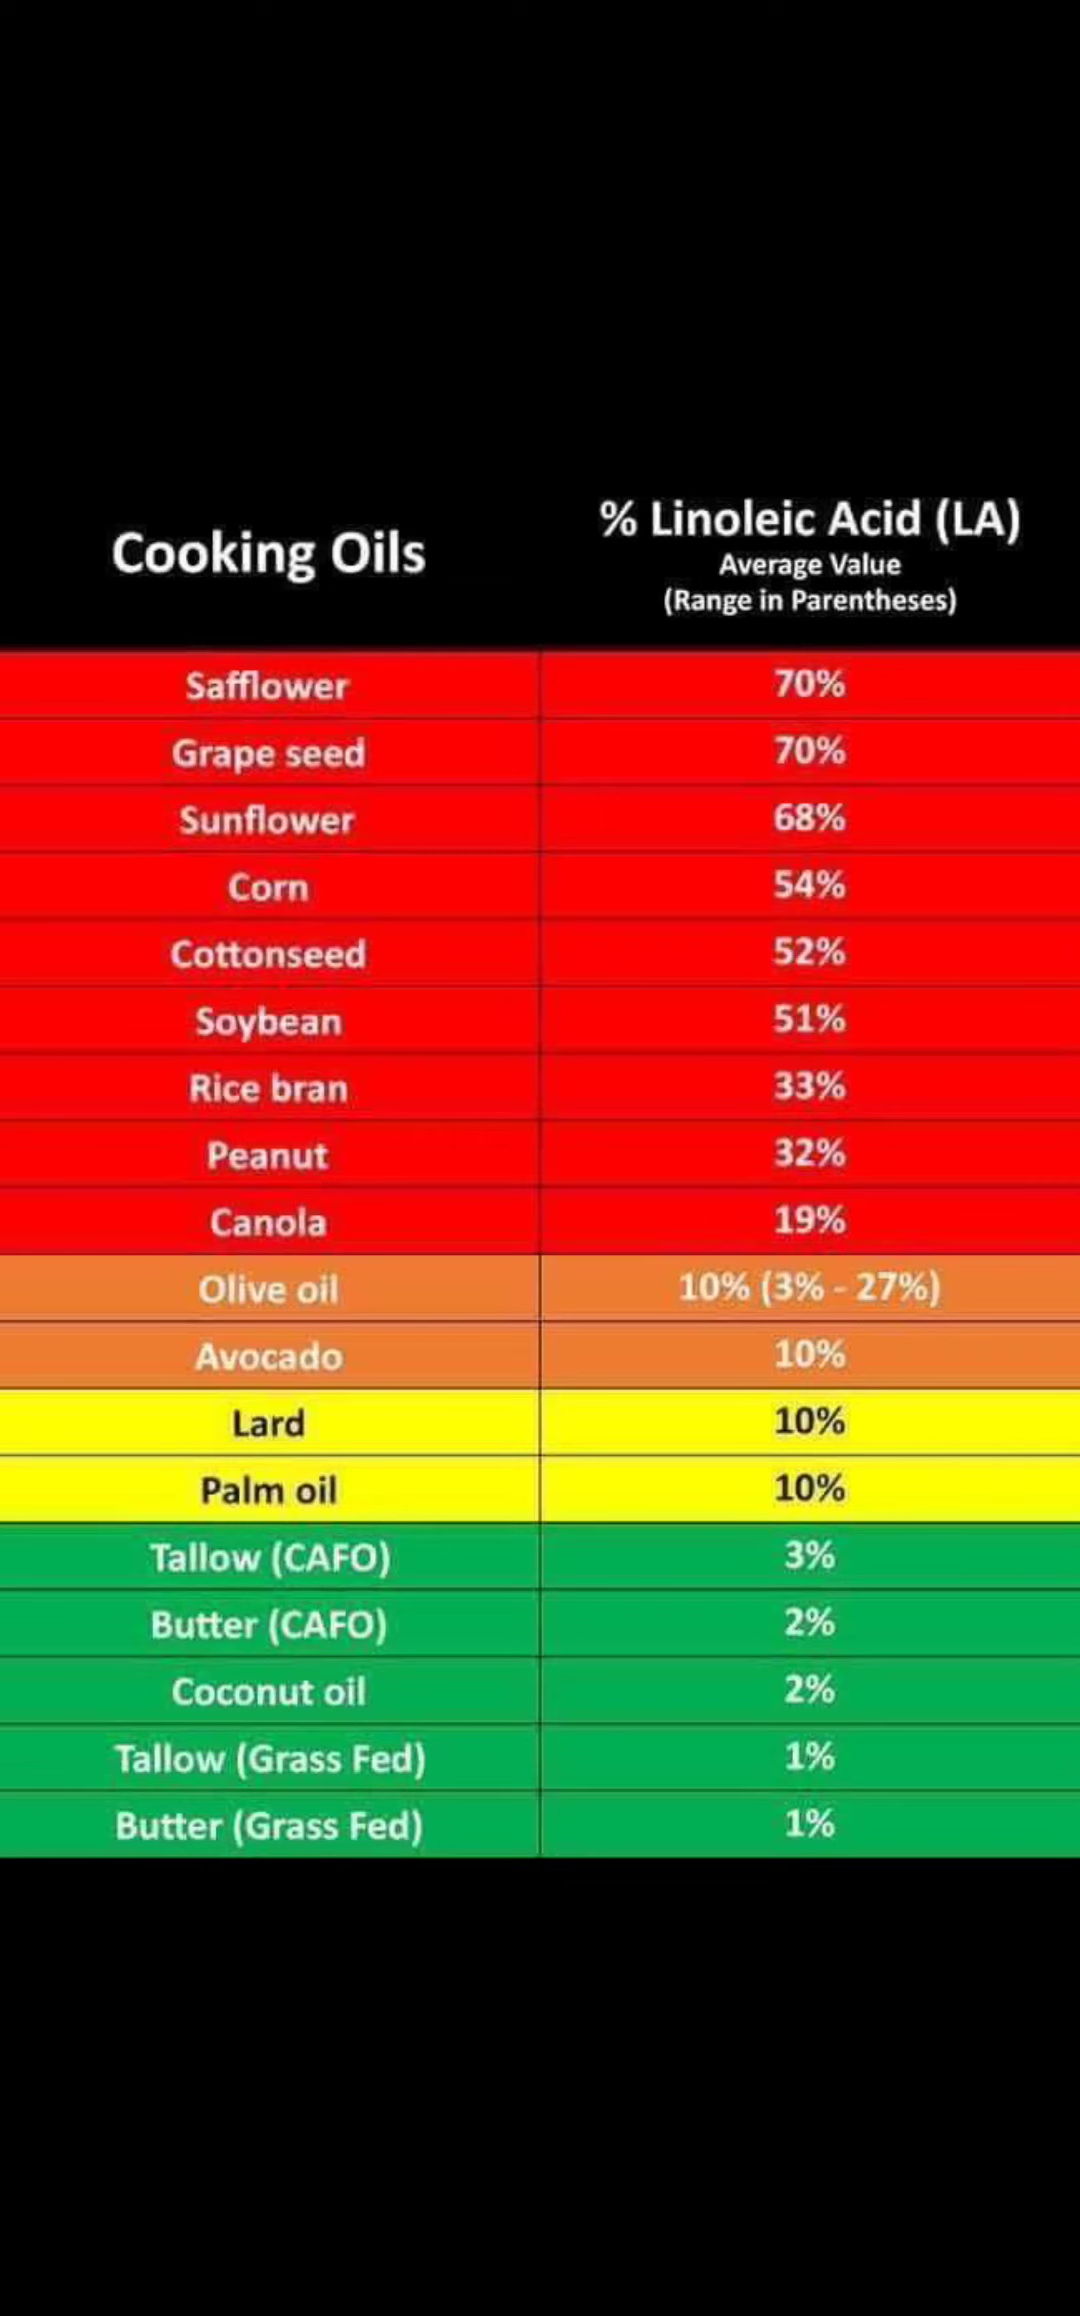 Cooking Oils
% Linoleic Acid (LA)
Average Value
(Range in Parentheses)
Safflower 70%
Grape seed 70%
Sunflower 68%
Corn 54%
Cottonseed 52%
Soybean 51%
Rice bran 33%
Peanut 32%
Canola 19%
Olive oil 10% (3% - 27%)
Avocado 10%
Lard 10%
Palm oil 10%
Tallow (CAFO) 3%
Butter (CAFO) 2%
Coconut oil 2%
Tallow (Grass Fed) 1%
Butter (Grass Fed) 1%